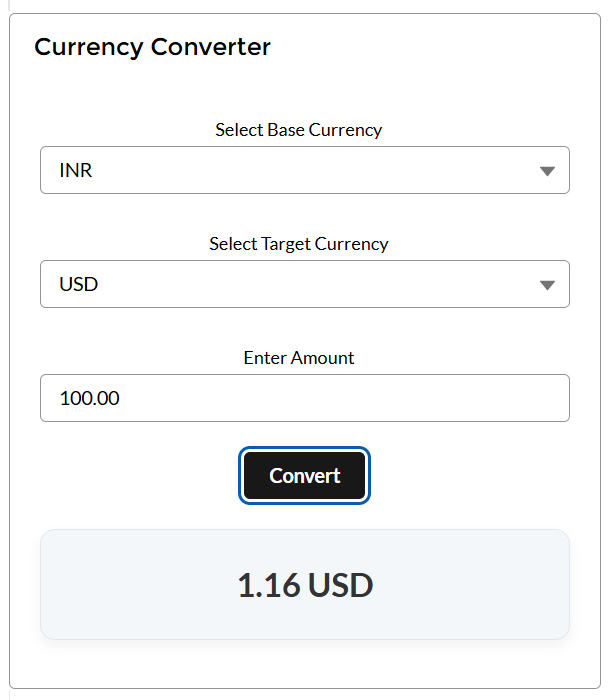 Currency Converter
Select Base Currency
INR
Select Target Currency
USD
Enter Amount
100.00
Convert
1.16 USD